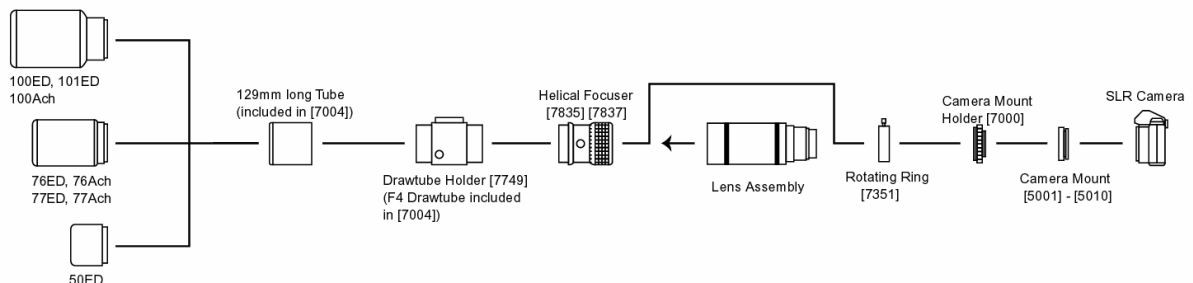 100ED, 101ED
100Ach
76ED, 76Ach
77ED, 77Ach
50ED
129mm long Tube
(included in [7004])
Drawtube Holder [7749]
(F4 Drawtube included
in [7004])
Helical Focuser
[7835] [7837]
Lens Assembly
Rotating Ring
[7351]
Camera Mount
Holder [7000]
Camera Mount
[5001] - [5010]
SLR Camera